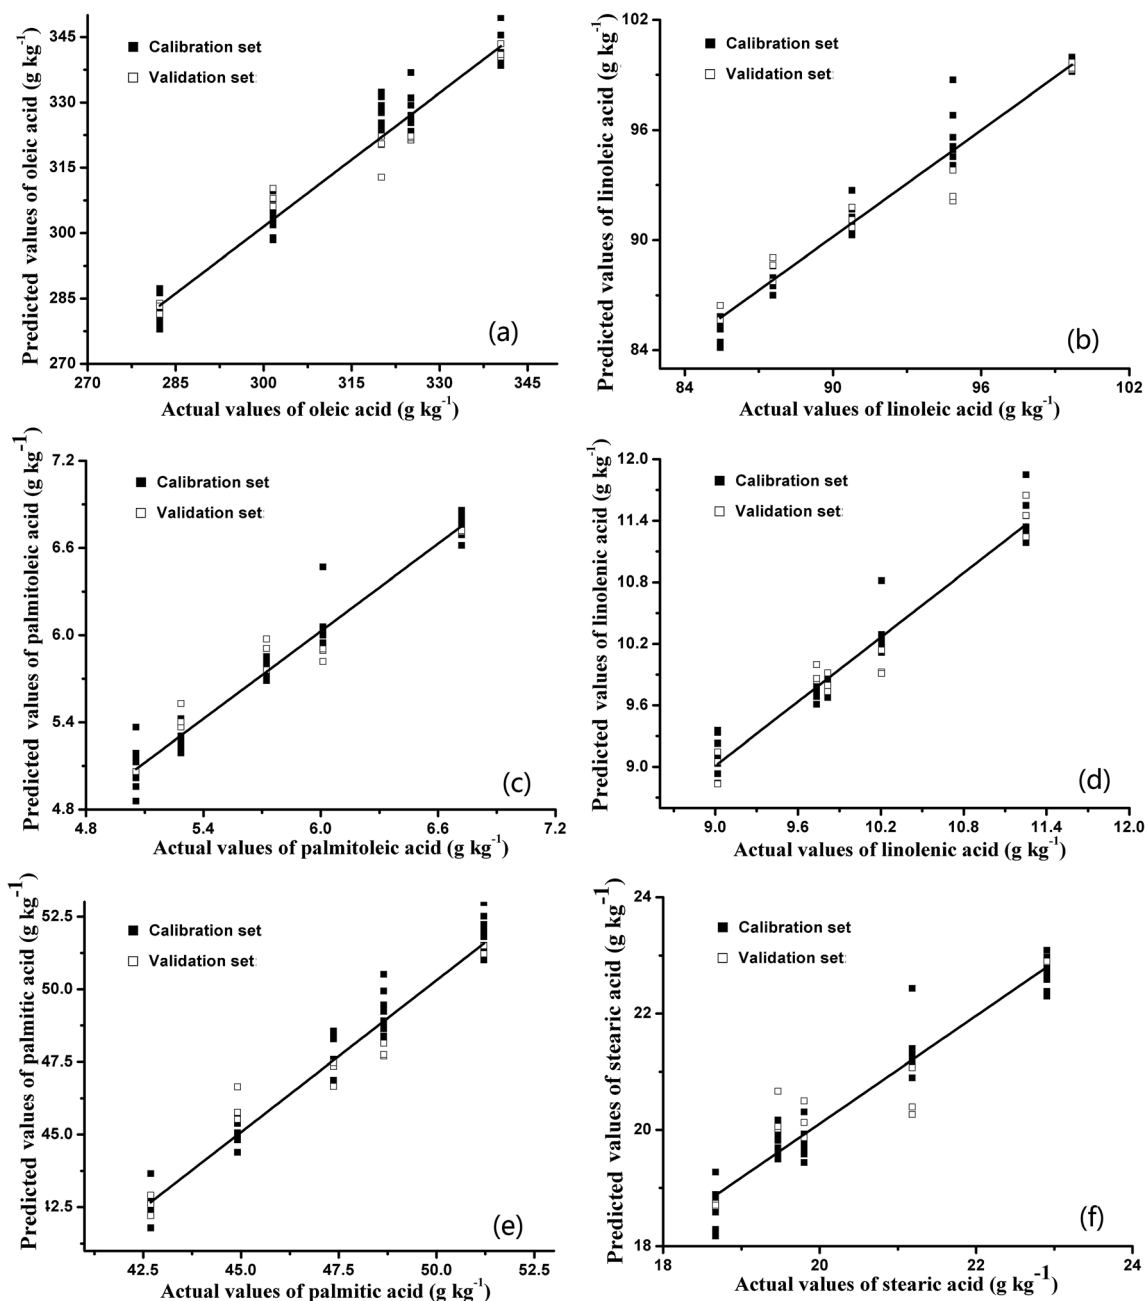 Predicted values of oleic acid (g kg-1)
345
330
315
300
285
270
Calibration set
Validation set
(a)
270 285 300 315 330 345
Actual values of oleic acid (g kg-1)
Predicted values of linoleic acid (g kg-1)
102
96
90
84
Calibration set
Validation set
(b)
84 90 96 102
Actual values of linoleic acid (g kg-1)
Predicted values of palmitoleic acid (g kg-1)
7.2
6.6
6.0
5.4
4.8
Calibration set
Validation set
(c)
4.8 5.4 6.0 6.6 7.2
Actual values of palmitoleic acid (g kg-1)
Predicted values of linolenic acid (g kg-1)
12.0
11.4
10.8
10.2
9.6
9.0
Calibration set
Validation set
(d)
9.0 9.6 10.2 10.8 11.4 12.0
Actual values of linolenic acid (g kg-1)
Predicted values of palmitic acid (g kg-1)
52.5
50.0
47.5
45.0
42.5
Calibration set
Validation set
(e)
42.5 45.0 47.5 50.0 52.5
Actual values of palmitic acid (g kg-1)
Predicted values of stearic acid (g kg-1)
24
22
20
18
Calibration set
Validation set
(f)
18 20 22 24
Actual values of stearic acid (g kg-1)